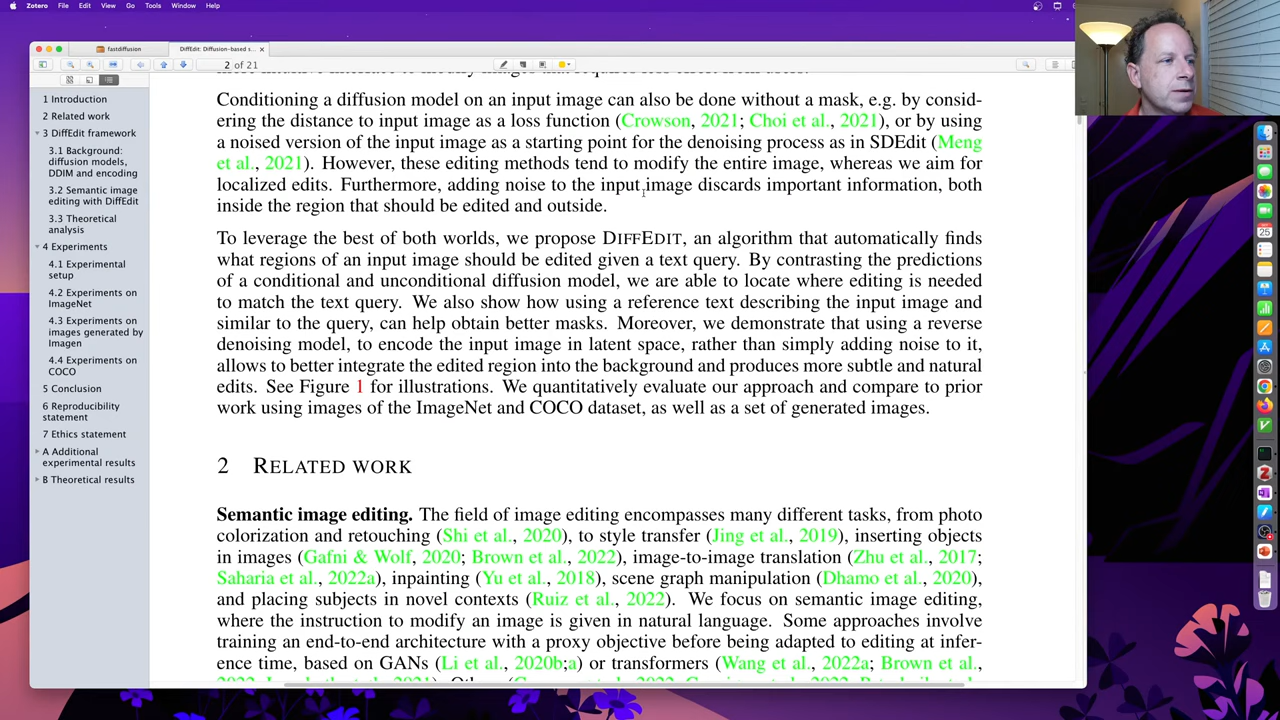 Zotero File Edit View Go Tools Window Help
fastdiffusion
DiffEdit: Diffusion-based s...
2 of 21
1 Introduction
2 Related work
3 DiffEdit framework
3.1 Background:
diffusion models,
DDIM and encoding
3.2 Semantic image
editing with DiffEdit
3.3 Theoretical
analysis
4 Experiments
4.1 Experimental
setup
4.2 Experiments on
ImageNet
4.3 Experiments on
images generated by
Imagen
4.4 Experiments on
COCO
5 Conclusion
6 Reproducibility
statement
7 Ethics statement
A Additional
experimental results
B Theoretical results
Conditioning a diffusion model on an input image can also be done without a mask, e.g. by consid-
ering the distance to input image as a loss function (Crowson, 2021; Choi et al., 2021), or by using
a noised version of the input image as a starting point for the denoising process as in SDEdit (Meng
et al., 2021). However, these editing methods tend to modify the entire image, whereas we aim for
localized edits. Furthermore, adding noise to the input image discards important information, both
inside the region that should be edited and outside.
To leverage the best of both worlds, we propose DIFFEDIT, an algorithm that automatically finds
what regions of an input image should be edited given a text query. By contrasting the predictions
of a conditional and unconditional diffusion model, we are able to locate where editing is needed
to match the text query. We also show how using a reference text describing the input image and
similar to the query, can help obtain better masks. Moreover, we demonstrate that using a reverse
denoising model, to encode the input image in latent space, rather than simply adding noise to it,
allows to better integrate the edited region into the background and produces more subtle and natural
edits. See Figure 1 for illustrations. We quantitatively evaluate our approach and compare to prior
work using images of the ImageNet and COCO dataset, as well as a set of generated images.
2 RELATED WORK
Semantic image editing. The field of image editing encompasses many different tasks, from photo
colorization and retouching (Shi et al., 2020), to style transfer (Jing et al., 2019), inserting objects
in images (Gafni & Wolf, 2020; Brown et al., 2022), image-to-image translation (Zhu et al., 2017;
Saharia et al., 2022a), inpainting (Yu et al., 2018), scene graph manipulation (Dhamo et al., 2020),
and placing subjects in novel contexts (Ruiz et al., 2022). We focus on semantic image editing,
where the instruction to modify an image is given in natural language. Some approaches involve
training an end-to-end architecture with a proxy objective before being adapted to editing at infer-
ence time, based on GANs (Li et al., 2020b;a) or transformers (Wang et al., 2022a; Brown et al.,
25